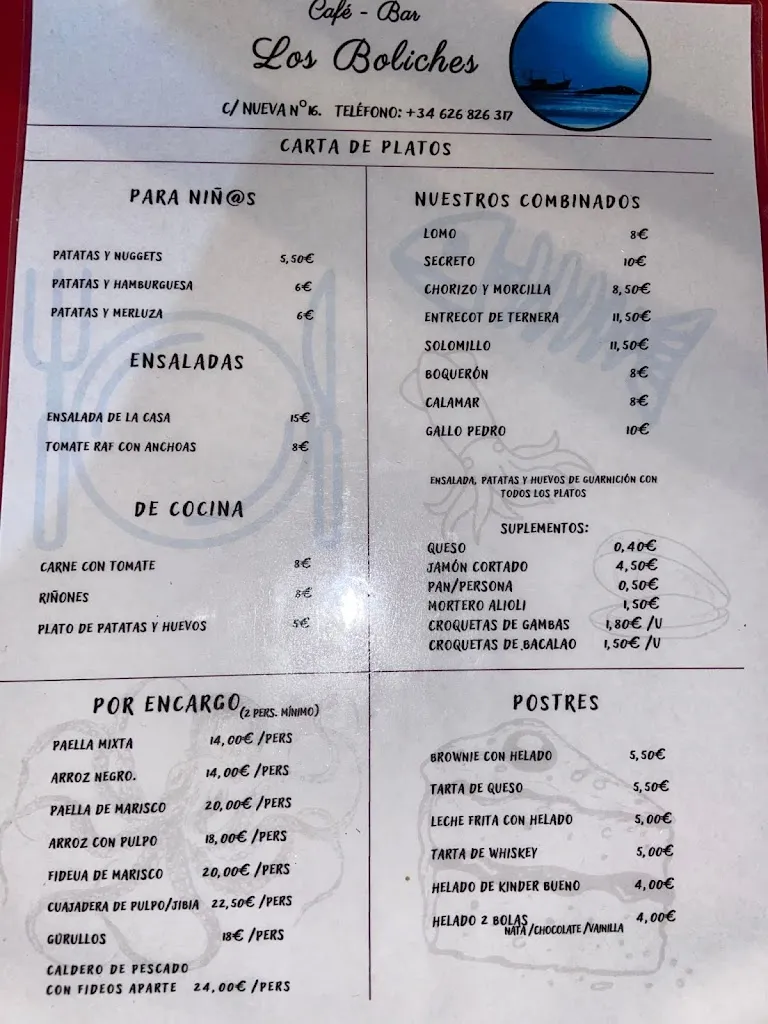 Café - Bar
Los Boliches
C/ NUEVA Nº16. TELÉFONO: +34 626 826 317
CARTA DE PLATOS
PARA NIÑ@S
PATATAS Y NUGGETS 5,50€
PATATAS Y HAMBURGUESA 6€
PATATAS Y MERLUZA 6€
ENSALADAS
ENSALADA DE LA CASA 15€
TOMATE RAF CON ANCHOAS 8€
DE COCINA
CARNE CON TOMATE 8€
RIÑONES 8€
PLATO DE PATATAS Y HUEVOS 5€
NUESTROS COMBINADOS
LOMO 8€
SECRETO 10€
CHORIZO Y MORCILLA 8,50€
ENTRECOT DE TERNERA 11,50€
SOLOMILLO 11,50€
BOQUERÓN 8€
CALAMAR 8€
GALLO PEDRO 10€
ENSALADA, PATATAS Y HUEVOS DE GUARNICIÓN CON
TODOS LOS PLATOS
SUPLEMENTOS:
QUESO 0,40€
JAMÓN CORTADO 4,50€
PAN/PERSONA 0,50€
MORTERO ALIOLI 1,50€
CROQUETAS DE GAMBAS 1,80€ /U
CROQUETAS DE BACALAO 1,50€ /U
POR ENCARGO (2 PERS. MÍNIMO)
PAELLA MIXTA 14,00€ /PERS
ARROZ NEGRO. 14,00€ /PERS
PAELLA DE MARISCO 20,00€ /PERS
ARROZ CON PULPO 18,00€ /PERS
FIDEUA DE MARISCO 20,00€ /PERS
CUAJADERA DE PULPO/JIBIA 22,50€ /PERS
GURULLOS 18€ /PERS
CALDERO DE PESCADO
CON FIDEOS APARTE 24,00€ /PERS
POSTRES
BROWNIE CON HELADO 5,50€
TARTA DE QUESO 5,50€
LECHE FRITA CON HELADO 5,00€
TARTA DE WHISKEY 5,00€
HELADO DE KINDER BUENO 4,00€
HELADO 2 BOLAS 4,00€
NATA /CHOCOLATE /VAINILLA